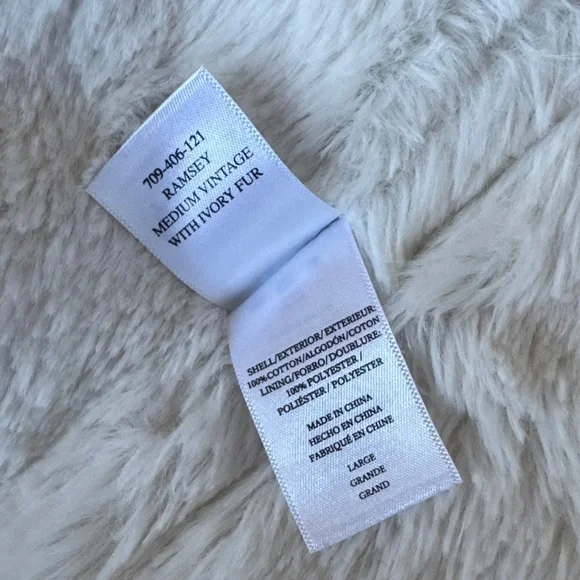 709-406-121
RAMSEY
MEDIUM VINTAGE
WITH IVORY FUR
SHELL/EXTERIOR/EXTERIEUR:
100%COTTON/ALGODÓN/COTON
LINING/FORRO/DOUBLURE:
100% POLYESTER /
POLIÉSTER / POLYESTER
MADE IN CHINA
HECHO EN CHINA
FABRIQUÉ EN CHINE
LARGE
GRANDE
GRAND